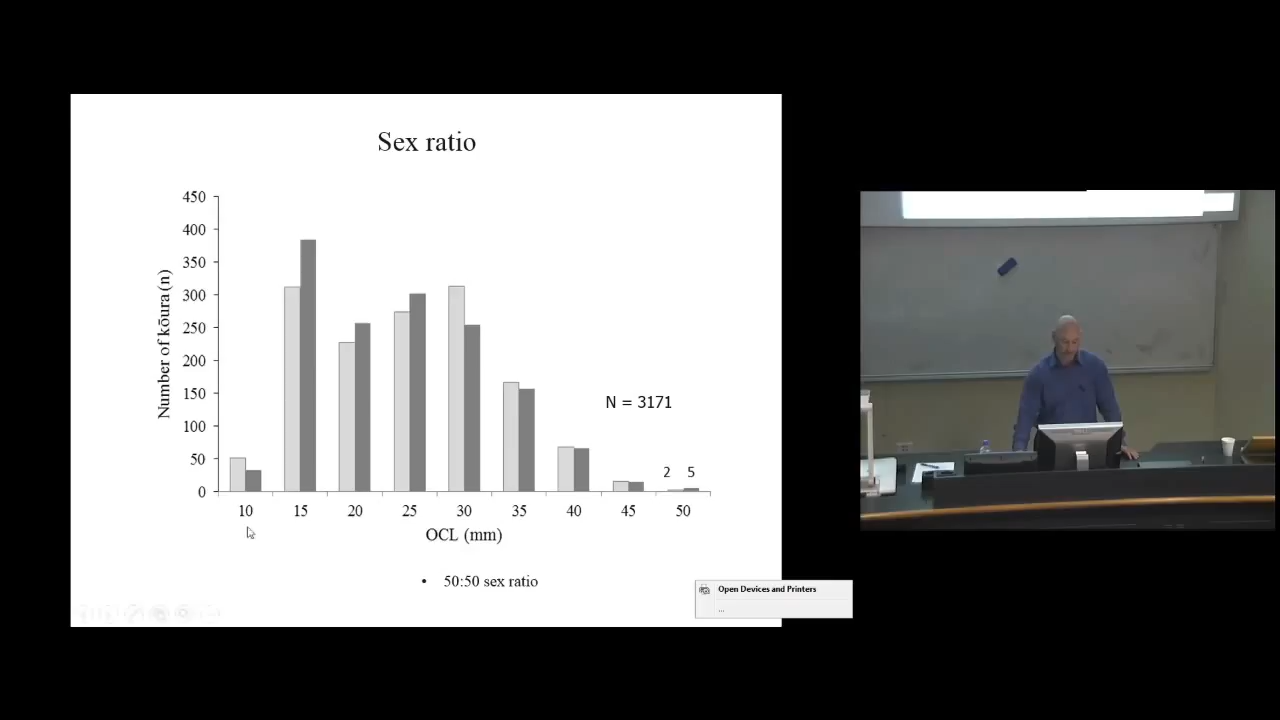 Sex ratio
450
400
350
300
250
200
150
100
50
0
Number of kōura (n)
N = 3171
2 5
10 15 20 25 30 35 40 45 50
OCL (mm)
• 50:50 sex ratio
Open Devices and Printers
...